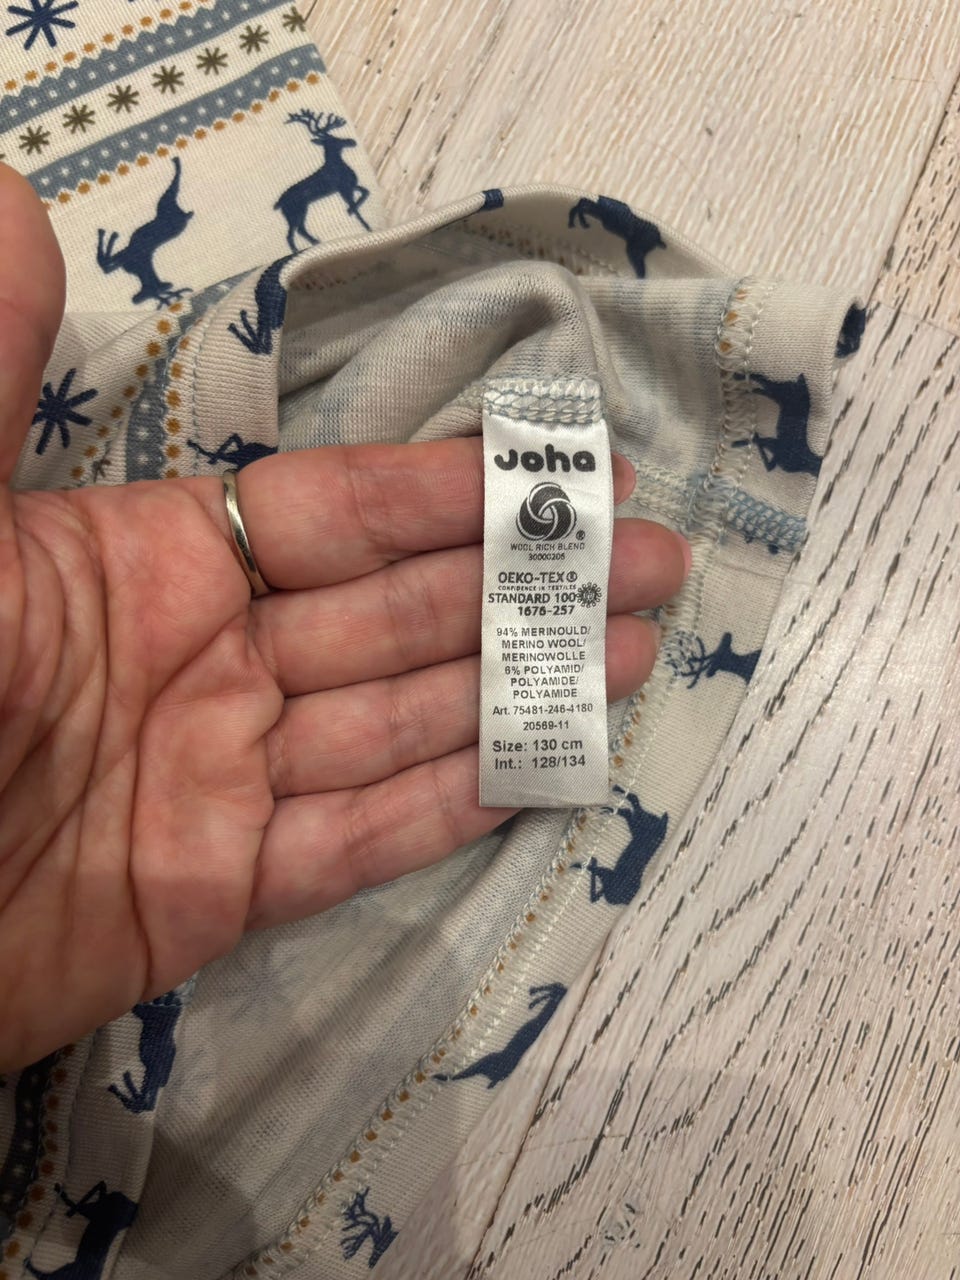 Joha
®
WOOL RICH BLEND
30000205
OEKO-TEX®
CONFIDENCE IN TEXTILES
STANDARD 100
1676-257
94% MERINOULD/
MERINO WOOL/
MERINOWOLLE
6% POLYAMID/
POLYAMIDE/
POLYAMIDE
Art. 75481-246-4180
20569-11
Size: 130 cm
Int.: 128/134